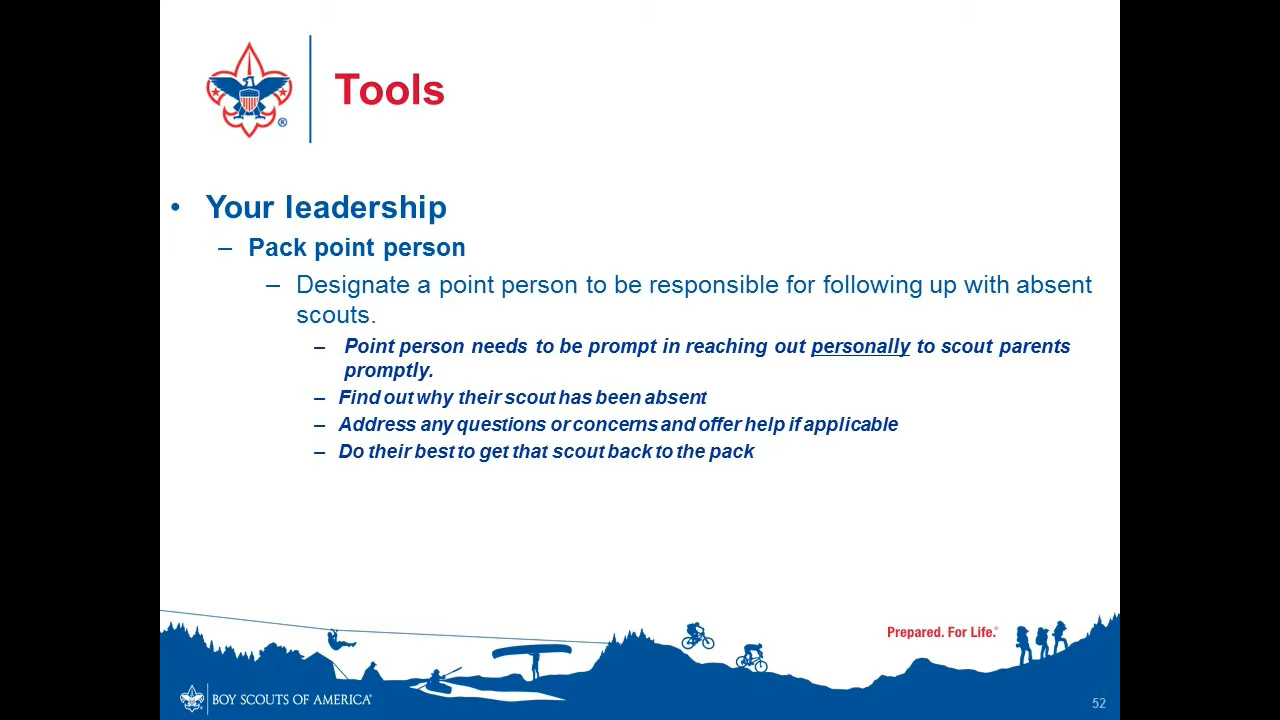 Tools
• Your leadership
– Pack point person
– Designate a point person to be responsible for following up with absent
scouts.
– Point person needs to be prompt in reaching out personally to scout parents
promptly.
– Find out why their scout has been absent
– Address any questions or concerns and offer help if applicable
– Do their best to get that scout back to the pack
Prepared. For Life.®
BOY SCOUTS OF AMERICA®
52